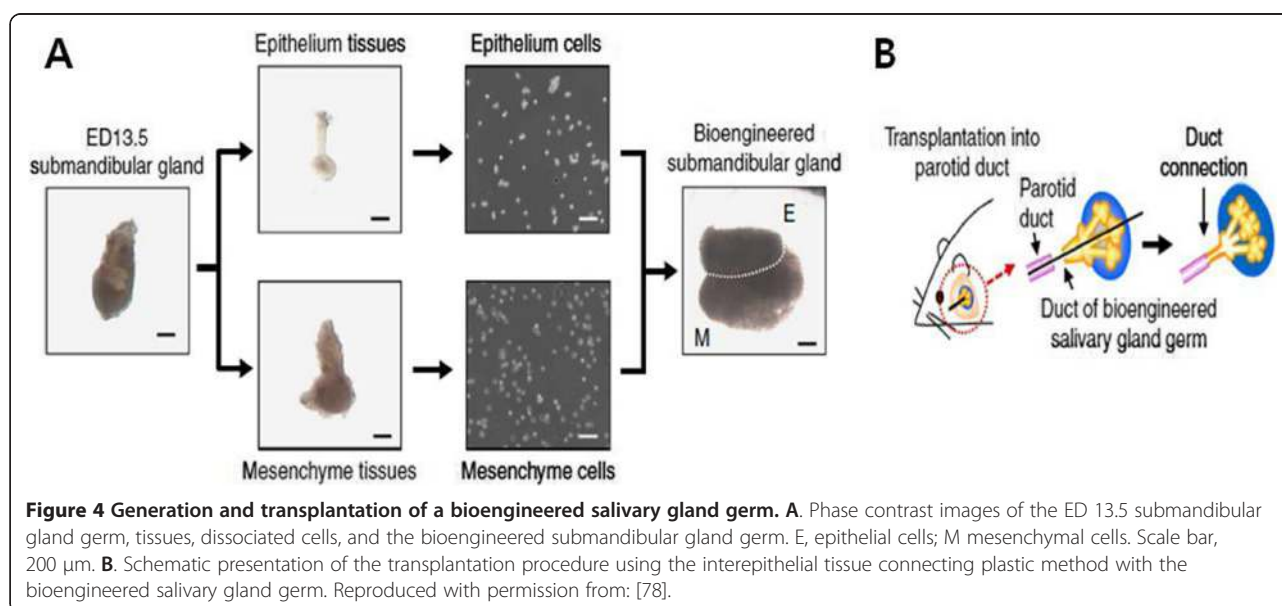 A
Epithelium tissues
Epithelium cells
ED13.5
submandibular gland
Bioengineered
submandibular gland
E
M
Mesenchyme tissues
Mesenchyme cells
B
Transplantation into
parotid duct
Parotid
duct
Duct
connection
Duct of bioengineered
salivary gland germ
Figure 4 Generation and transplantation of a bioengineered salivary gland germ. A. Phase contrast images of the ED 13.5 submandibular
gland germ, tissues, dissociated cells, and the bioengineered submandibular gland germ. E, epithelial cells; M mesenchymal cells. Scale bar,
200 μm. B. Schematic presentation of the transplantation procedure using the interepithelial tissue connecting plastic method with the
bioengineered salivary gland germ. Reproduced with permission from: [78].